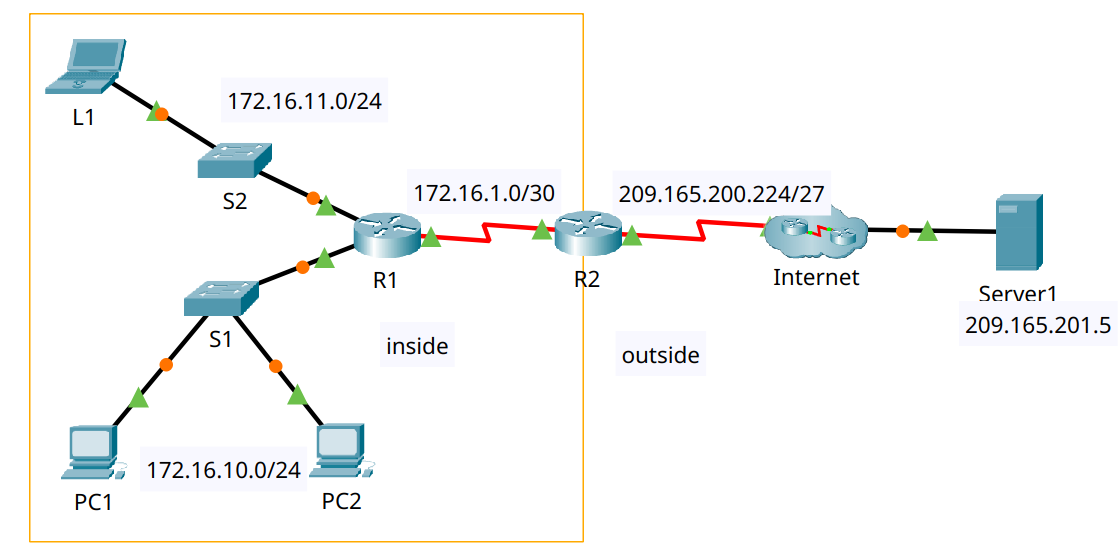 L1
172.16.11.0/24
S2
172.16.1.0/30
209.165.200.224/27
R1
R2
Internet
Server1
209.165.201.5
S1
inside
outside
172.16.10.0/24
PC1
PC2